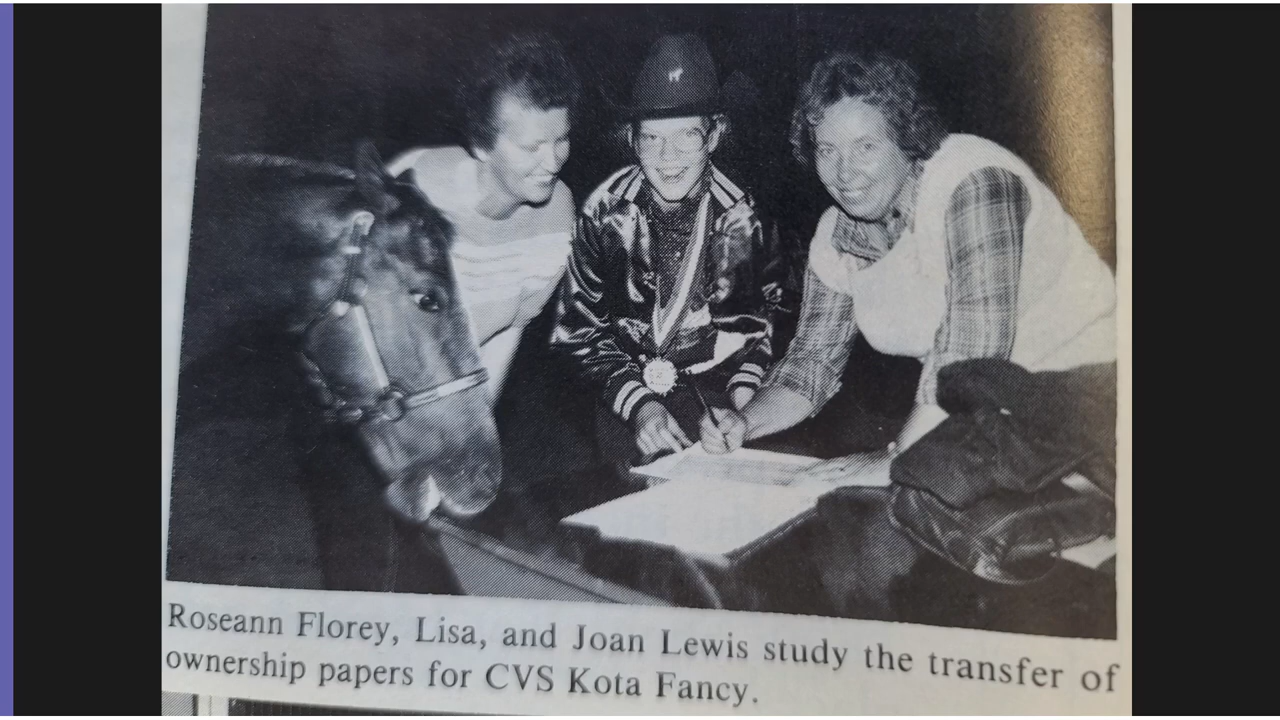 Roseann Florey, Lisa, and Joan Lewis study the transfer of
ownership papers for CVS Kota Fancy.